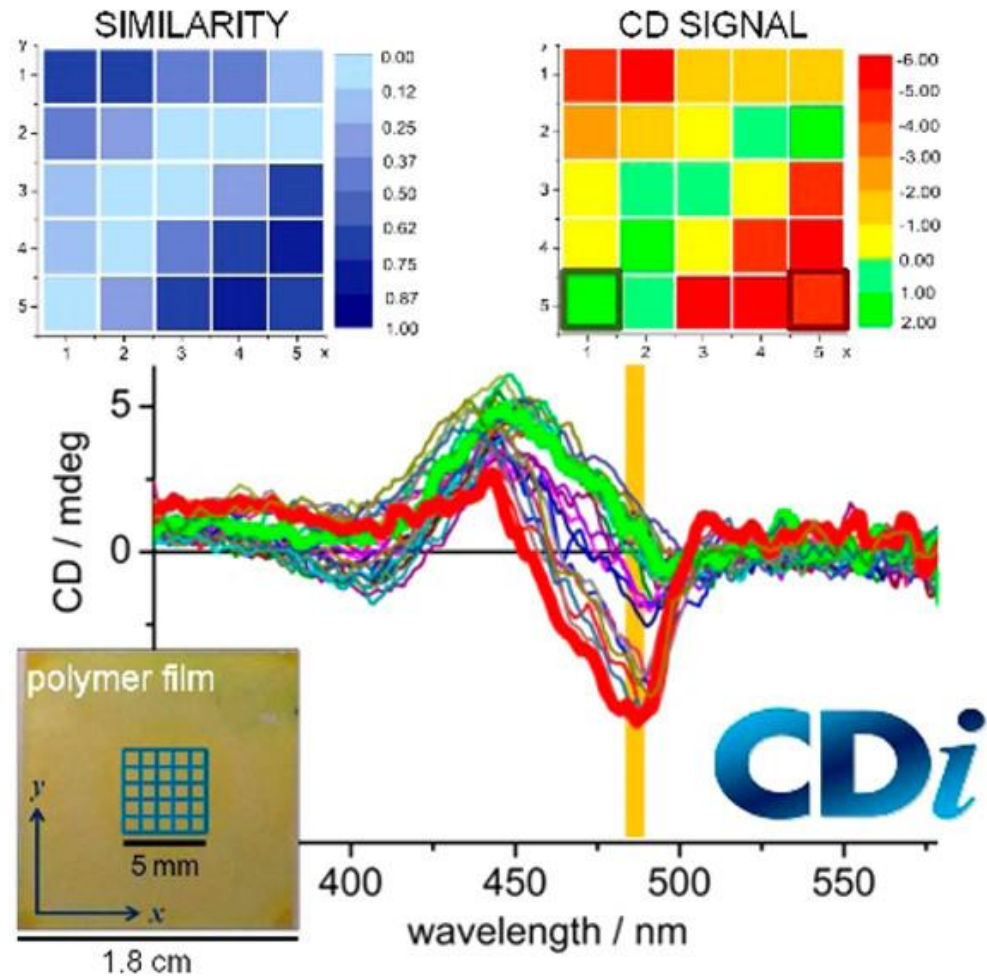 SIMILARITY
y
1
2
3
4
5
1 2 3 4 5 x
0.00
0.12
0.25
0.37
0.50
0.62
0.75
0.87
1.00
CD SIGNAL
y
1
2
3
4
5
1 2 3 4 5 x
-6.00
-5.00
-4.00
-3.00
-2.00
-1.00
0.00
1.00
2.00
CD / mdeg
5
0
polymer film
y
x
5 mm
1.8 cm
400 450 500 550
wavelength / nm
CDi